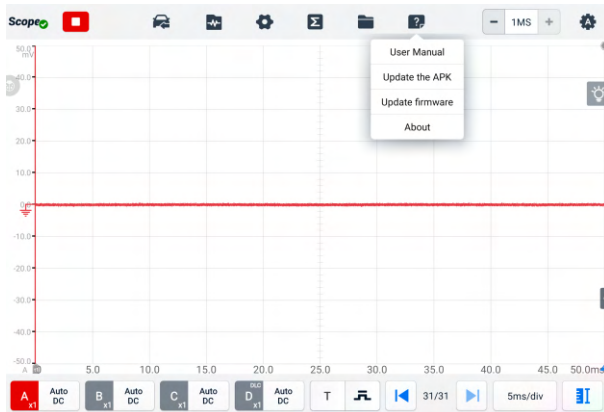 Scope
1MS
User Manual
Update the APK
Update firmware
About
50.0
mV
40.0
30.0
20.0
10.0
0.0
-10.0
-20.0
-30.0
-40.0
-50.0
A
5.0 10.0 15.0 20.0 25.0 30.0 35.0 40.0 45.0 50.0ms
A x1 Auto DC B x1 Auto DC C x1 Auto DC DLC D x1 Auto DC T 31/31 5ms/div